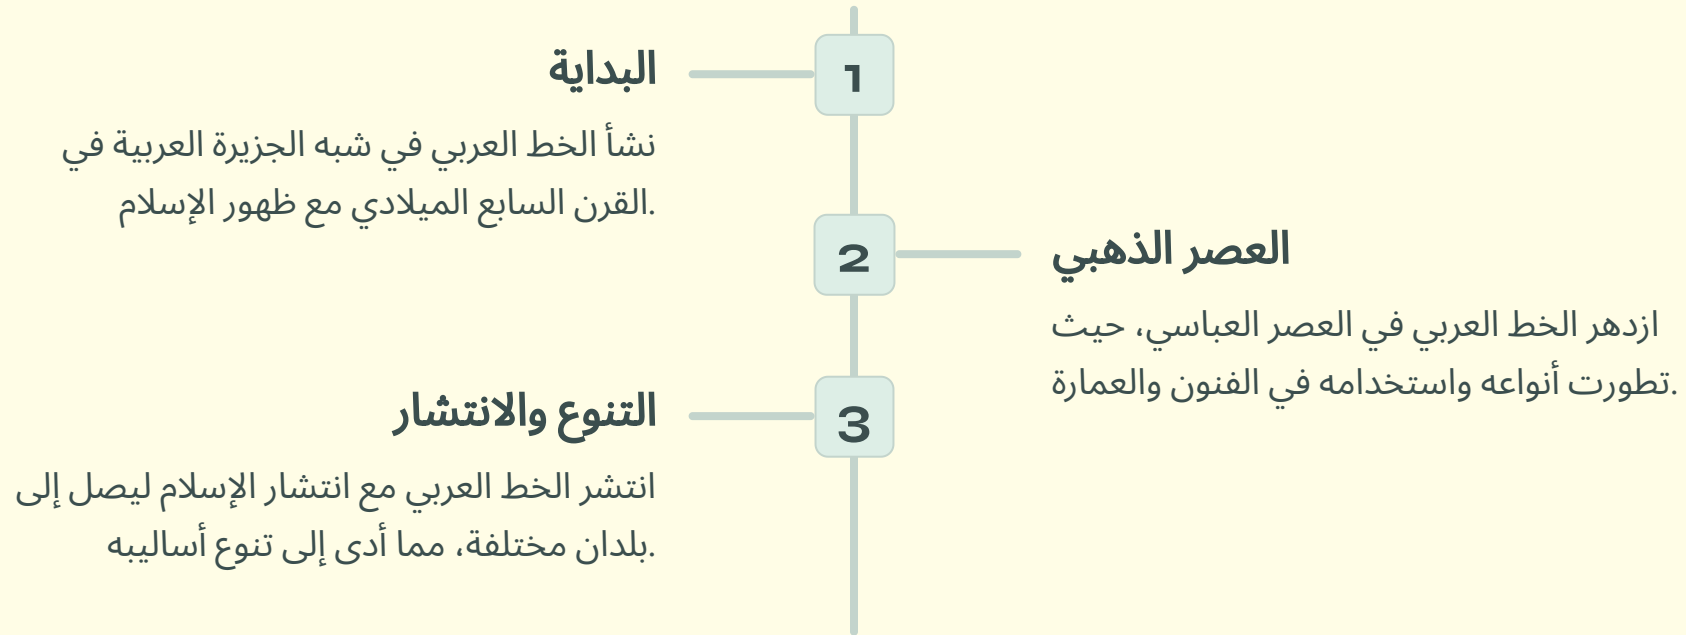 1
البداية
نشأ الخط العربي في شبه الجزيرة العربية في
القرن السابع الميلادي مع ظهور الإسلام.
2
العصر الذهبي
ازدهر الخط العربي في العصر العباسي، حيث
تطورت أنواعه واستخدامه في الفنون والعمارة.
3
التنوع والانتشار
انتشر الخط العربي مع انتشار الإسلام ليصل إلى
بلدان مختلفة، مما أدى إلى تنوع أساليبه.